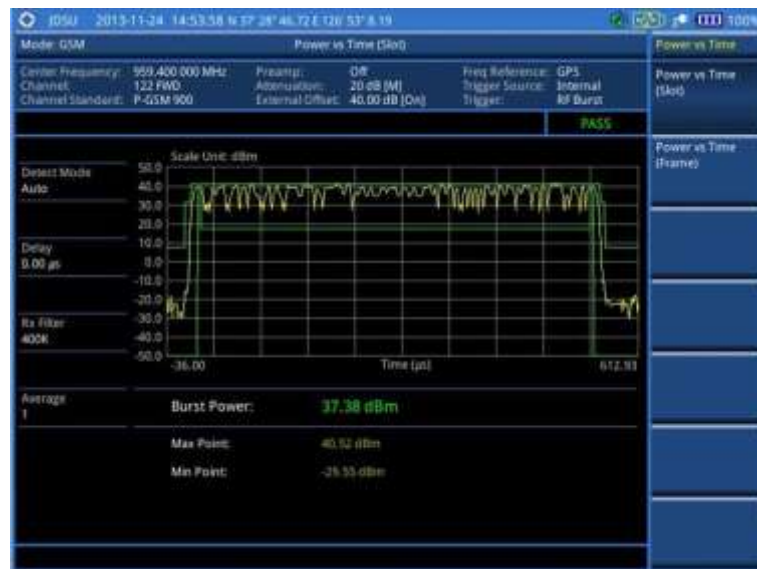 JDSU 2013-11-24 14:53:58 N 37° 28' 46.72 E 126° 53' 8.19 100%
Mode: GSM Power vs Time (Slot) Power vs Time
Center Frequency: 959.400 000 MHz Preamp: Off Freq Reference: GPS
Channel: 122 FWD Attenuation: 20 dB [M] Trigger Source: Internal
Channel Standard: P-GSM 900 External Offset: 40.00 dB [On] Trigger: RF Burst
Power vs Time
(Slot)
PASS
Power vs Time
(Frame)
Scale Unit: dBm
Detect Mode
Auto
Delay
0.00 µs
Rx Filter
400K
Average
1
50.0
40.0
30.0
20.0
10.0
0.0
-10.0
-20.0
-30.0
-40.0
-50.0
-36.00 Time (µs) 612.93
Burst Power: 37.38 dBm
Max Point: 40.52 dBm
Min Point: -29.55 dBm